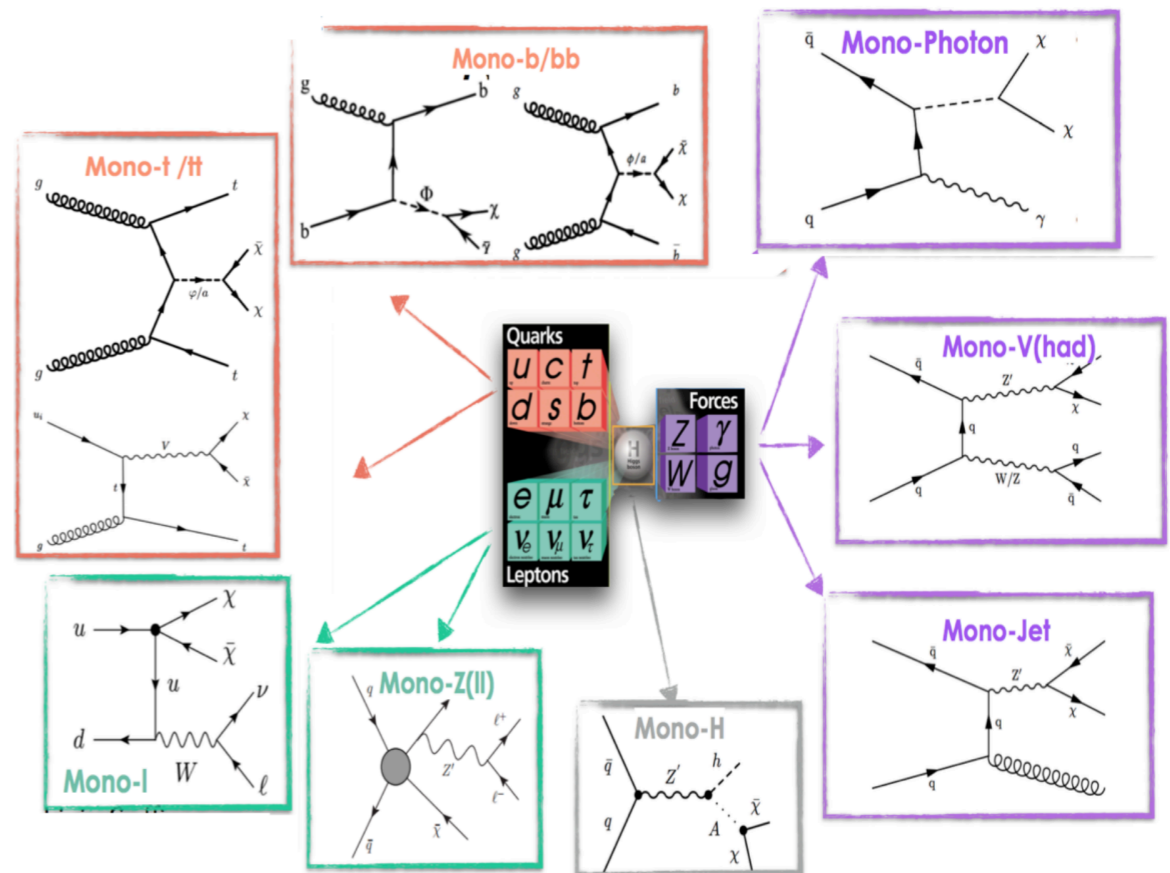 Mono-b/bb
g
b
b
Φ
χ
q̄
g
b
ϕ/a
χ̄
χ
g
b̄
Mono-Photon
q̄
χ
χ
q
γ
Mono-t /tt
g
t
χ̄
φ/a
χ
g
t
u_i
χ
V
χ̄
t
g
t
Quarks
u c t
d s b
H
Forces
Z γ
W g
e μ τ
νe νμ ντ
Leptons
Mono-V(had)
q̄
Z'
χ
q
q
W/Z
q
q̄
Mono-Jet
q̄
χ̄
Z'
χ
q
q
χ
u
χ̄
u
ν
d
W
ℓ
Mono-l
Mono-Z(ll)
q
ℓ+
Z'
ℓ−
q̄
χ̄
Mono-H
q̄
Z'
h
q
A
χ̄
χ